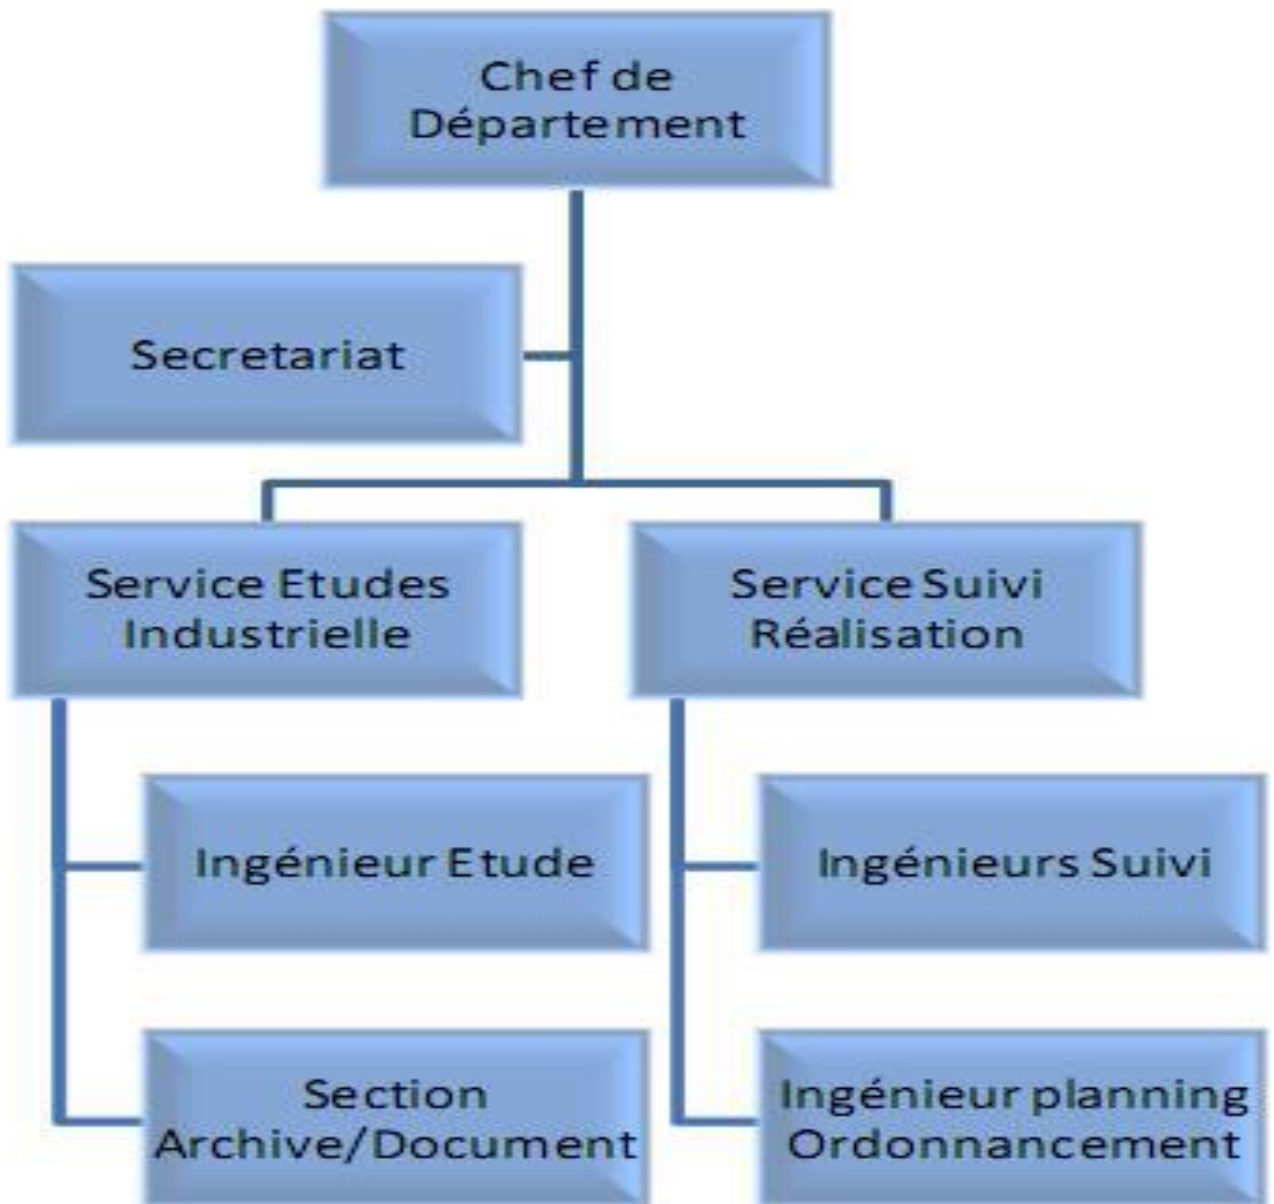 Chef de
Département
Secretariat
Service Etudes
Industrielle
Service Suivi
Réalisation
Ingénieur Etude
Ingénieurs Suivi
Section
Archive/Document
Ingénieur planning
Ordonnancement